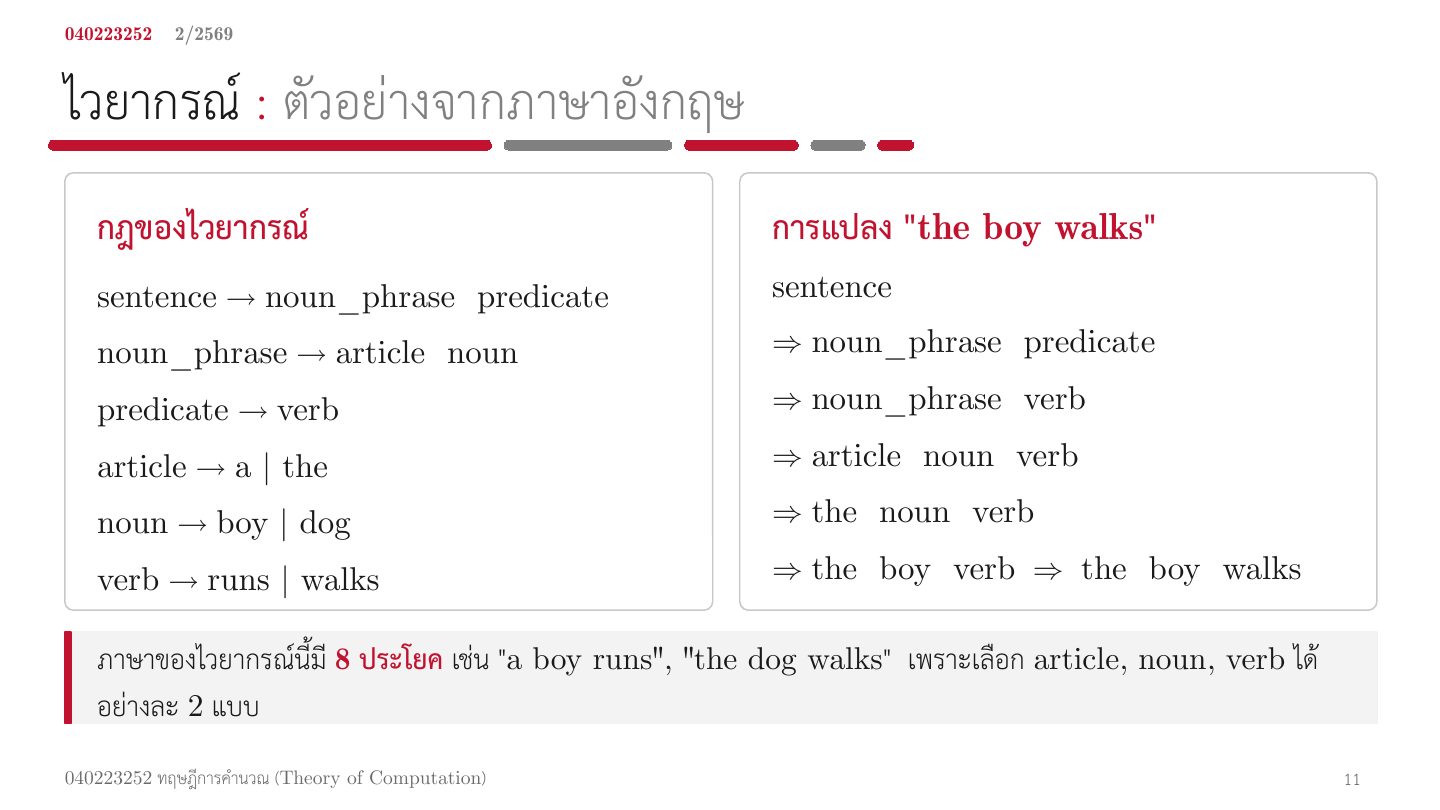 040223252 2/2569
ไวยากรณ์ : ตัวอย่างจากภาษาอังกฤษ
กฎของไวยากรณ์
sentence → noun_phrase predicate
noun_phrase → article noun
predicate → verb
article → a | the
noun → boy | dog
verb → runs | walks
การแปลง "the boy walks"
sentence
⇒ noun_phrase predicate
⇒ noun_phrase verb
⇒ article noun verb
⇒ the noun verb
⇒ the boy verb ⇒ the boy walks
ภาษาของไวยากรณ์นี้มี 8 ประโยค เช่น "a boy runs", "the dog walks" เพราะเลือก article, noun, verb ได้
อย่างละ 2 แบบ
040223252 ทฤษฎีการคำนวณ (Theory of Computation)
11